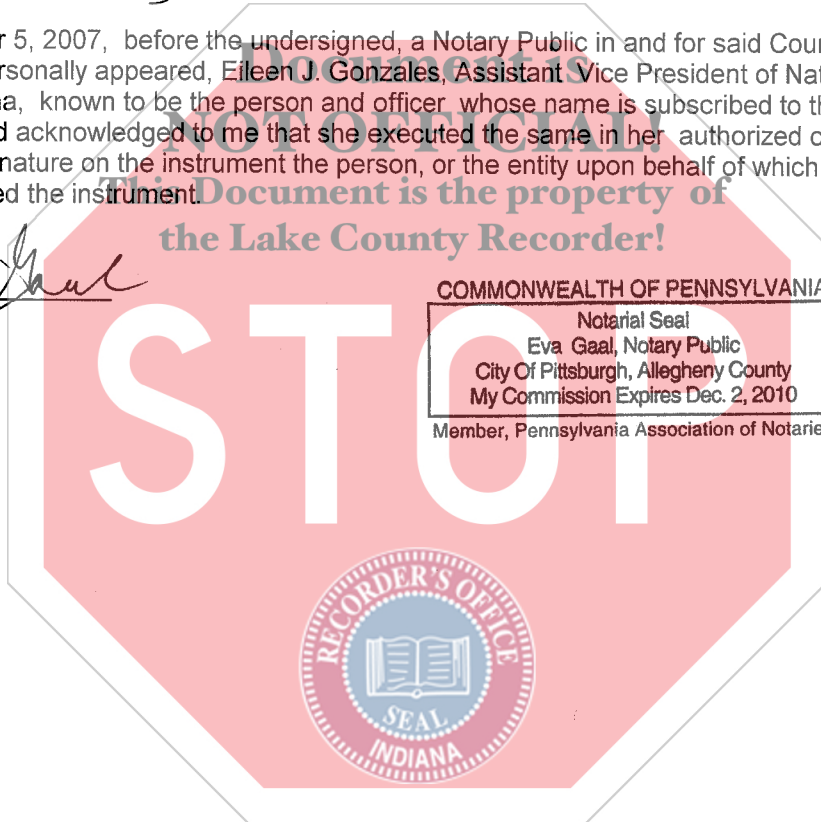 r 5, 2007, before the undersigned, a Notary Public in and for said Coun
rsonally appeared, Eileen J. Gonzales, Assistant Vice President of Nat
a, known to be the person and officer whose name is subscribed to th
d acknowledged to me that she executed the same in her authorized c
nature on the instrument the person, or the entity upon behalf of which
ed the instrument.
Document is
NOT OFFICIAL!
This Document is the property of
the Lake County Recorder!
Gaal
COMMONWEALTH OF PENNSYLVANIA
Notarial Seal
Eva Gaal, Notary Public
City Of Pittsburgh, Allegheny County
My Commission Expires Dec. 2, 2010
Member, Pennsylvania Association of Notarie
STOP
RECORDER'S OFFICE
SEAL
INDIANA